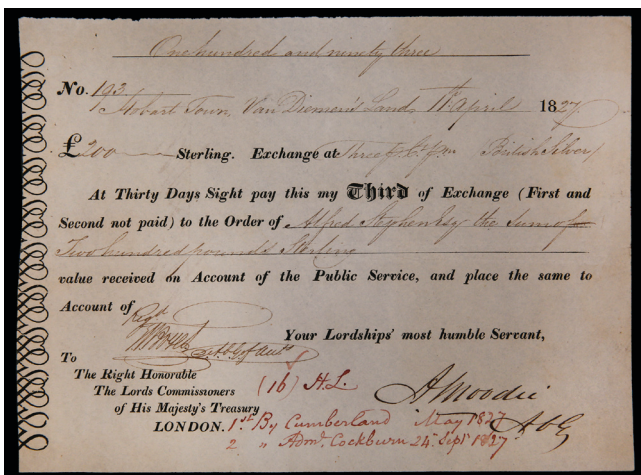 One hundred and ninety three
No. 193
Hobart Town, Van Diemen's Land, 11th April 1827.
£200 Sterling. Exchange at three p Ct pm British Silver
At Thirty Days Sight pay this my Third of Exchange (First and
Second not paid) to the Order of Alfred Stephen Esq the sum of
Two hundred pounds Sterling
value received on Account of the Public Service, and place the same to
Account of
Regd
Your Lordships' most humble Servant,
To
The Right Honorable
The Lords Commissioners
of His Majesty's Treasury
LONDON.
(16) H.L.
A Moodie
A C G
1st By Cumberland May 1827
2 " Adml. Cockburn 24 Sept 1827